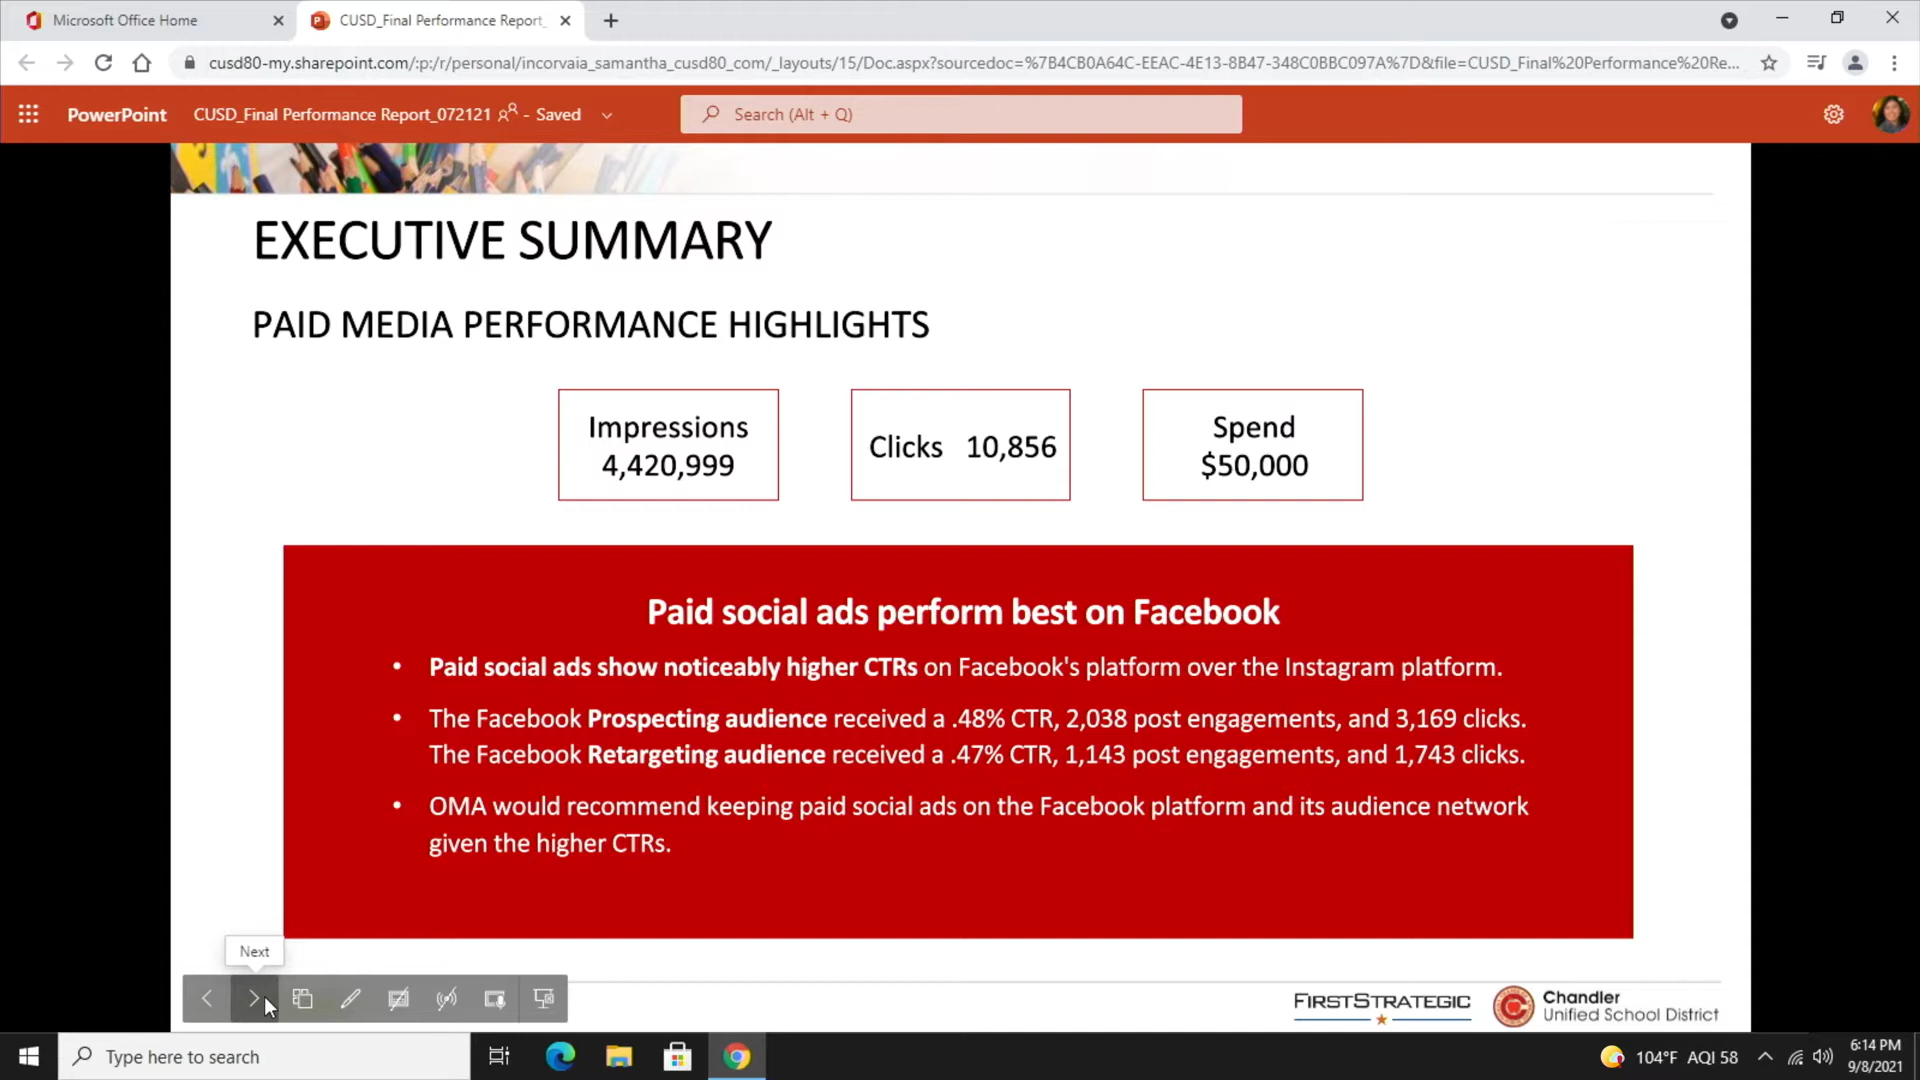 Microsoft Office Home
CUSD_Final Performance Report_
cusd80-my.sharepoint.com/:p:/r/personal/incorvaia_samantha_cusd80_com/_layouts/15/Doc.aspx?sourcedoc=%7B4CB0A64C-EEAC-4E13-8B47-348C0BBC097A%7D&file=CUSD_Final%20Performance%20Re...
PowerPoint
CUSD_Final Performance Report_072121 - Saved
Search (Alt + Q)
EXECUTIVE SUMMARY
PAID MEDIA PERFORMANCE HIGHLIGHTS
Impressions
4,420,999
Clicks 10,856
Spend
$50,000
Paid social ads perform best on Facebook
• Paid social ads show noticeably higher CTRs on Facebook's platform over the Instagram platform.
• The Facebook Prospecting audience received a .48% CTR, 2,038 post engagements, and 3,169 clicks.
The Facebook Retargeting audience received a .47% CTR, 1,143 post engagements, and 1,743 clicks.
• OMA would recommend keeping paid social ads on the Facebook platform and its audience network
given the higher CTRs.
Next
FIRSTSTRATEGIC
Chandler
Unified School District
Type here to search
104°F AQI 58
6:14 PM
9/8/2021